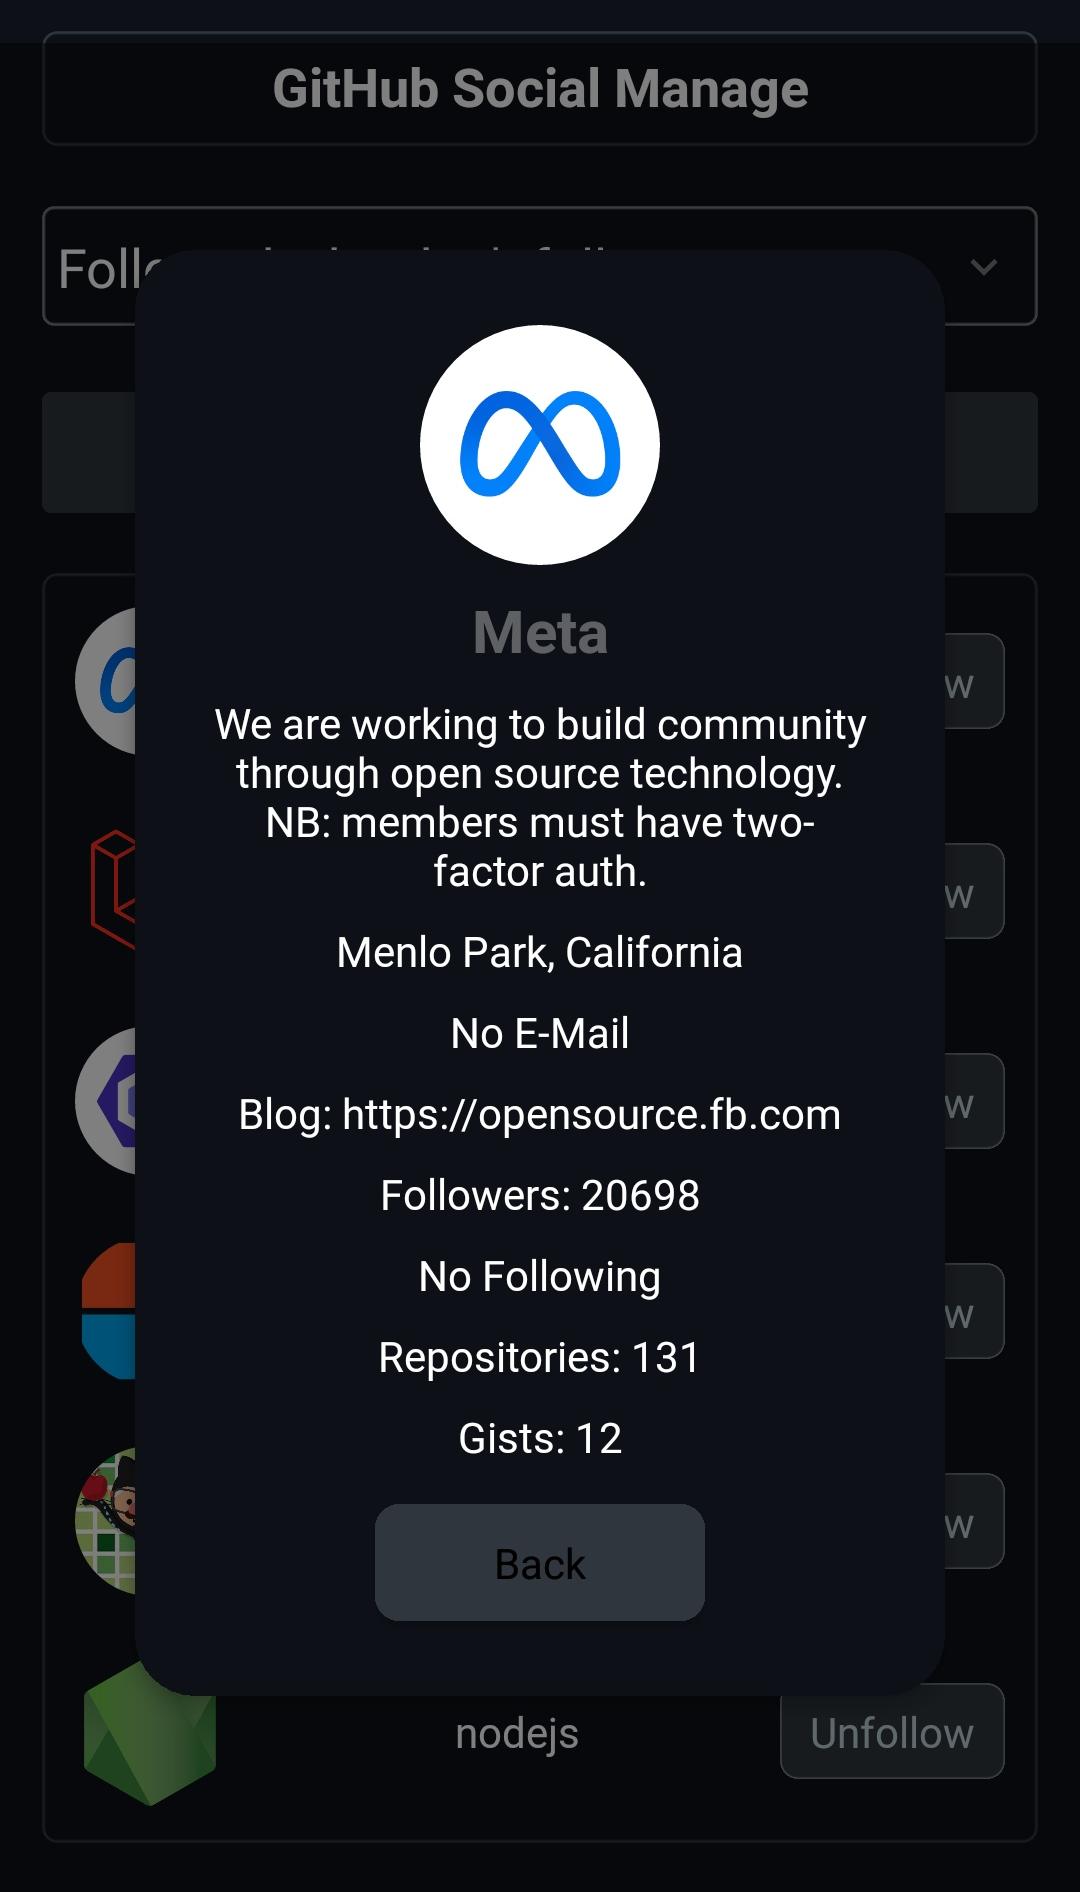 GitHub Social Manage
Meta
We are working to build community
through open source technology.
NB: members must have two-
factor auth.
Menlo Park, California
No E-Mail
Blog: https://opensource.fb.com
Followers: 20698
No Following
Repositories: 131
Gists: 12
Back
nodejs
Unfollow